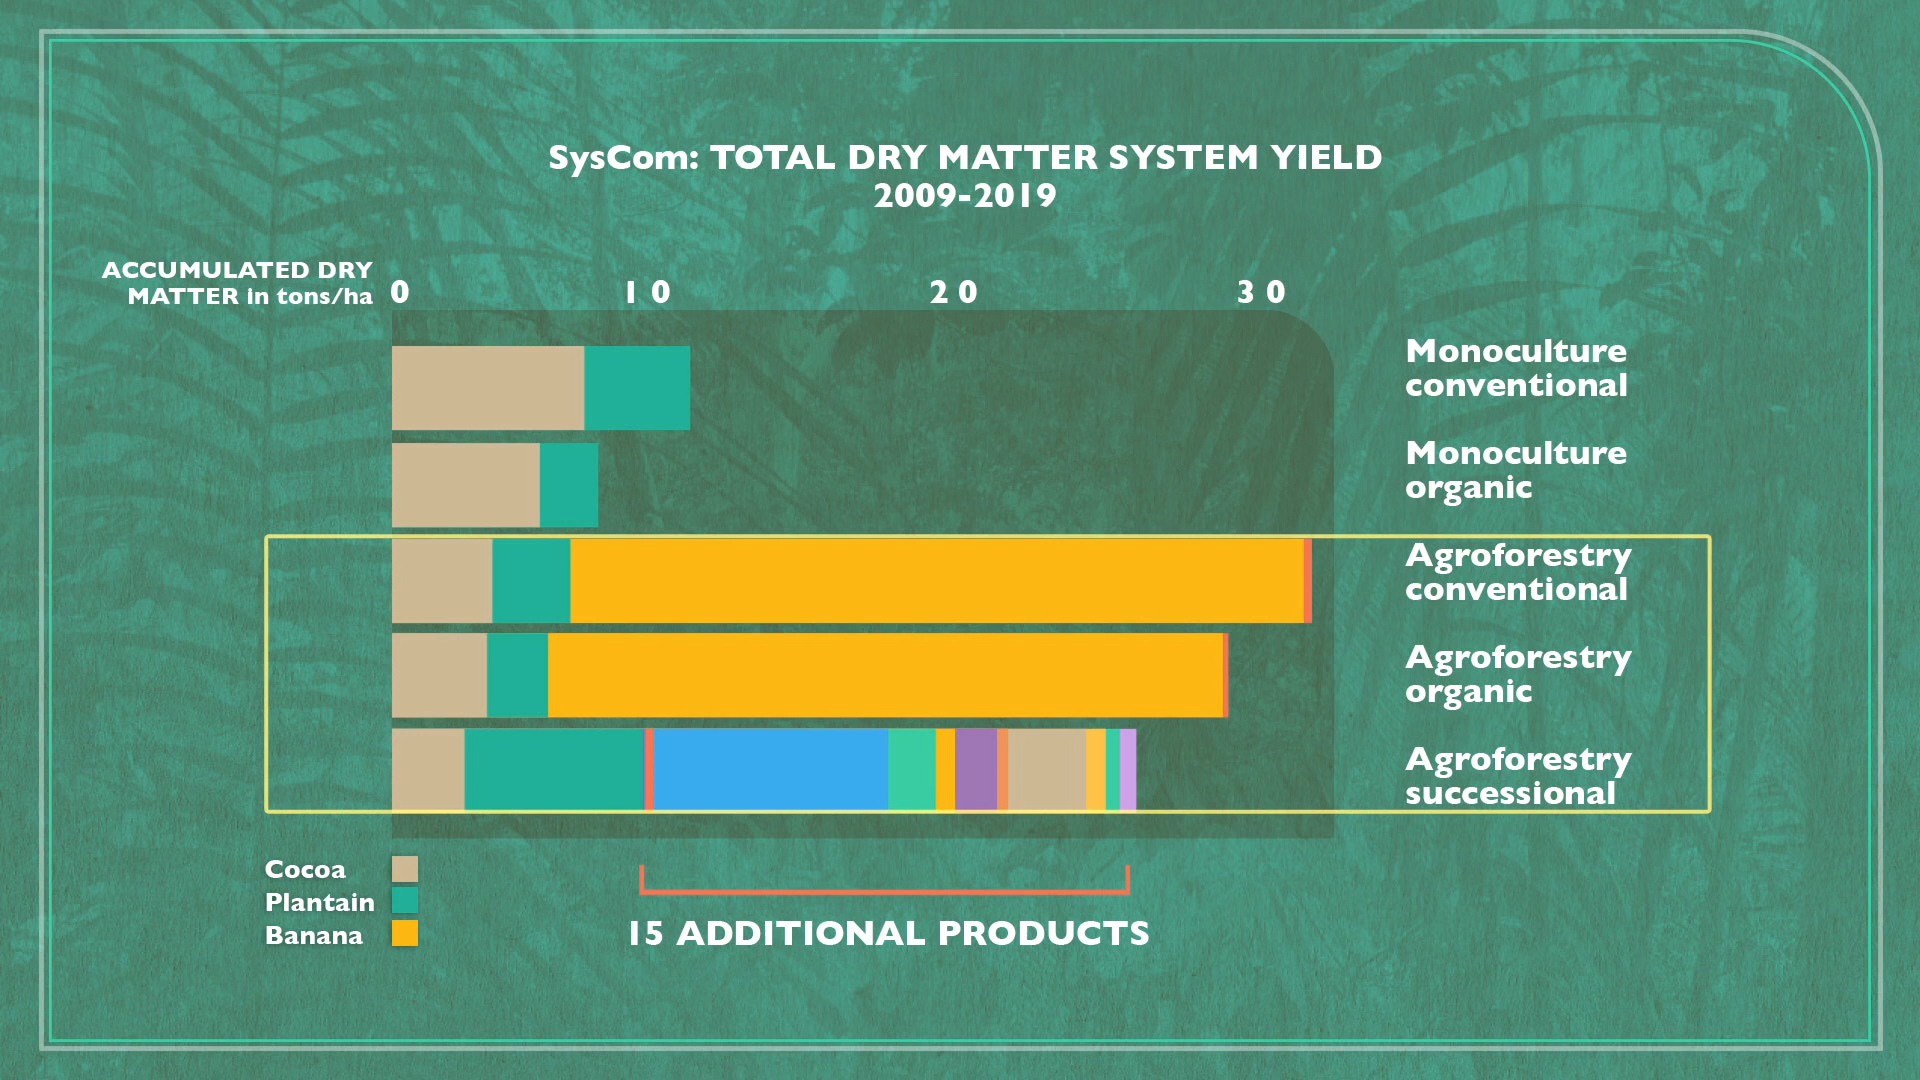 SysCom: TOTAL DRY MATTER SYSTEM YIELD
2009-2019
ACCUMULATED DRY
MATTER in tons/ha
0 10 20 30
Monoculture
conventional
Monoculture
organic
Agroforestry
conventional
Agroforestry
organic
Agroforestry
successional
Cocoa
Plantain
Banana
15 ADDITIONAL PRODUCTS